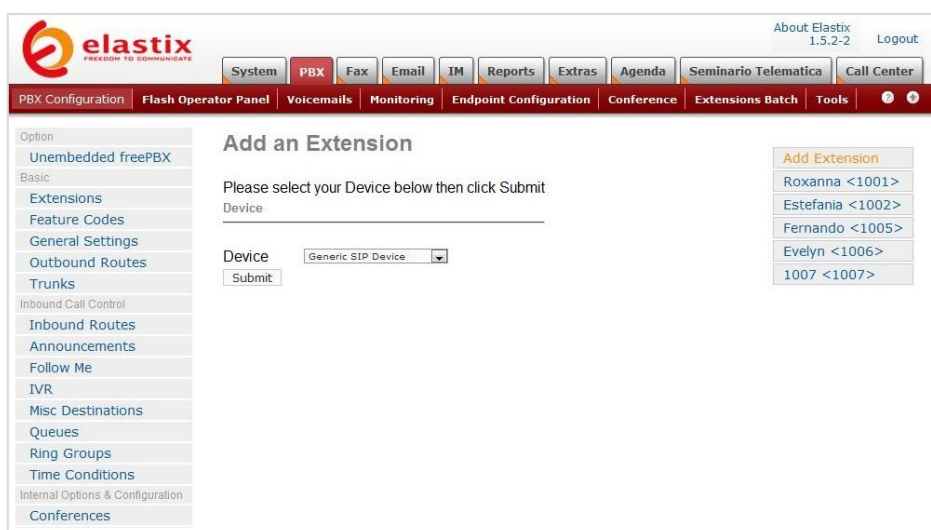 elastix
FREEDOM TO COMMUNICATE
About Elastix
1.5.2-2
Logout
System
PBX
Fax
Email
IM
Reports
Extras
Agenda
Seminario Telematica
Call Center
PBX Configuration
Flash Operator Panel
Voicemails
Monitoring
Endpoint Configuration
Conference
Extensions Batch
Tools
?
Option
Unembedded freePBX
Basic
Extensions
Feature Codes
General Settings
Outbound Routes
Trunks
Inbound Call Control
Inbound Routes
Announcements
Follow Me
IVR
Misc Destinations
Queues
Ring Groups
Time Conditions
Internal Options & Configuration
Conferences
Add an Extension
Please select your Device below then click Submit
Device
Device
Generic SIP Device
Submit
Add Extension
Roxanna <1001>
Estefania <1002>
Fernando <1005>
Evelyn <1006>
1007 <1007>